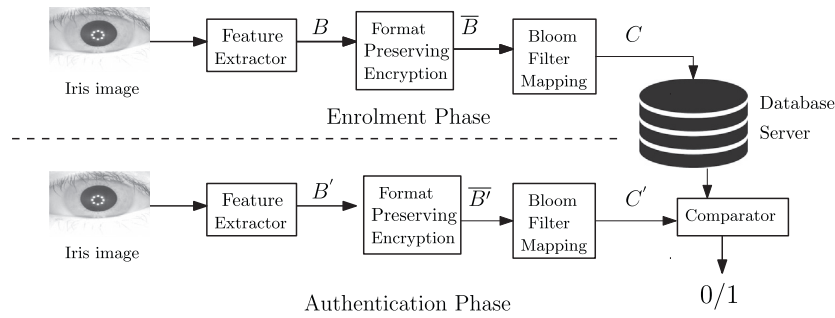 Iris image
Feature
Extractor
B
Format
Preserving
Encryption
B̅
Bloom
Filter
Mapping
C
Enrolment Phase
Database
Server
Iris image
Feature
Extractor
B′
Format
Preserving
Encryption
B̅′
Bloom
Filter
Mapping
C′
Comparator
0/1
Authentication Phase